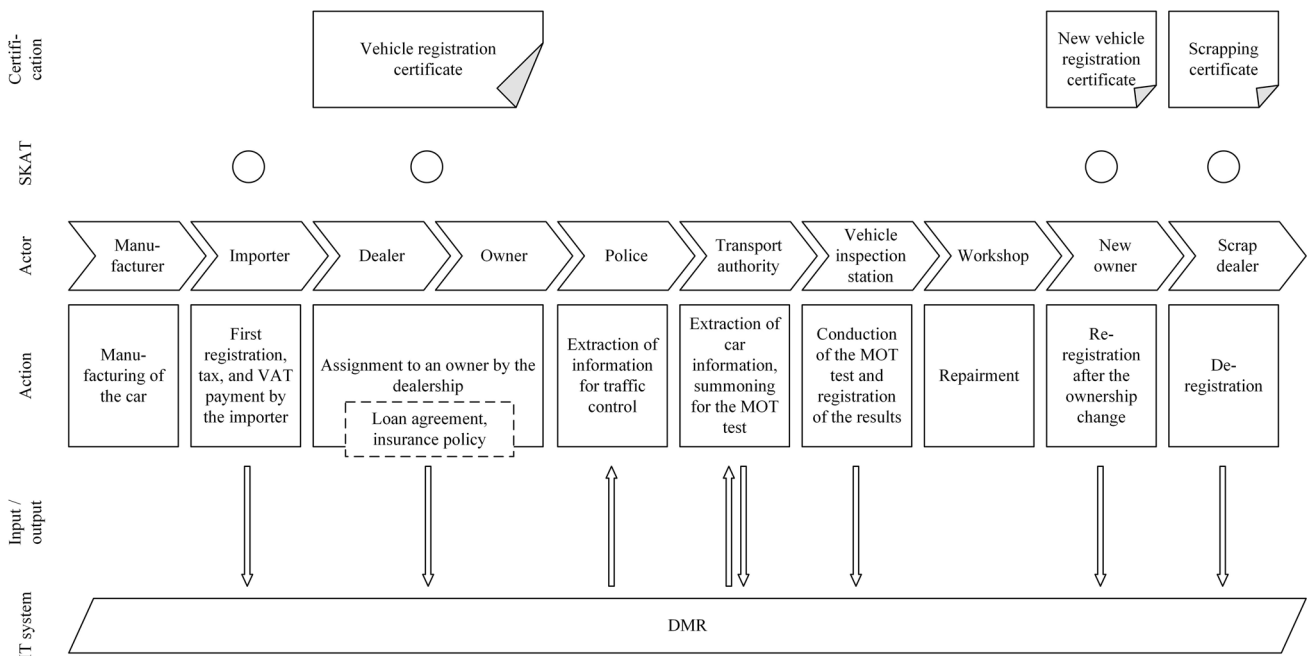 Certifi-
cation
Vehicle registration
certificate
New vehicle
registration
certificate
Scrapping
certificate
SKAT
Actor
Manu-
facturer
Importer
Dealer
Owner
Police
Transport
authority
Vehicle
inspection
station
Workshop
New
owner
Scrap
dealer
Action
Manu-
facturing of
the car
First
registration,
tax, and VAT
payment by
the importer
Assignment to an owner by the
dealership
Loan agreement,
insurance policy
Extraction of
information
for traffic
control
Extraction of
car
information,
summoning
for the MOT
test
Conduction
of the MOT
test and
registration
of the results
Repairment
Re-
registration
after the
ownership
change
De-
registration
Input /
output
IT system
DMR